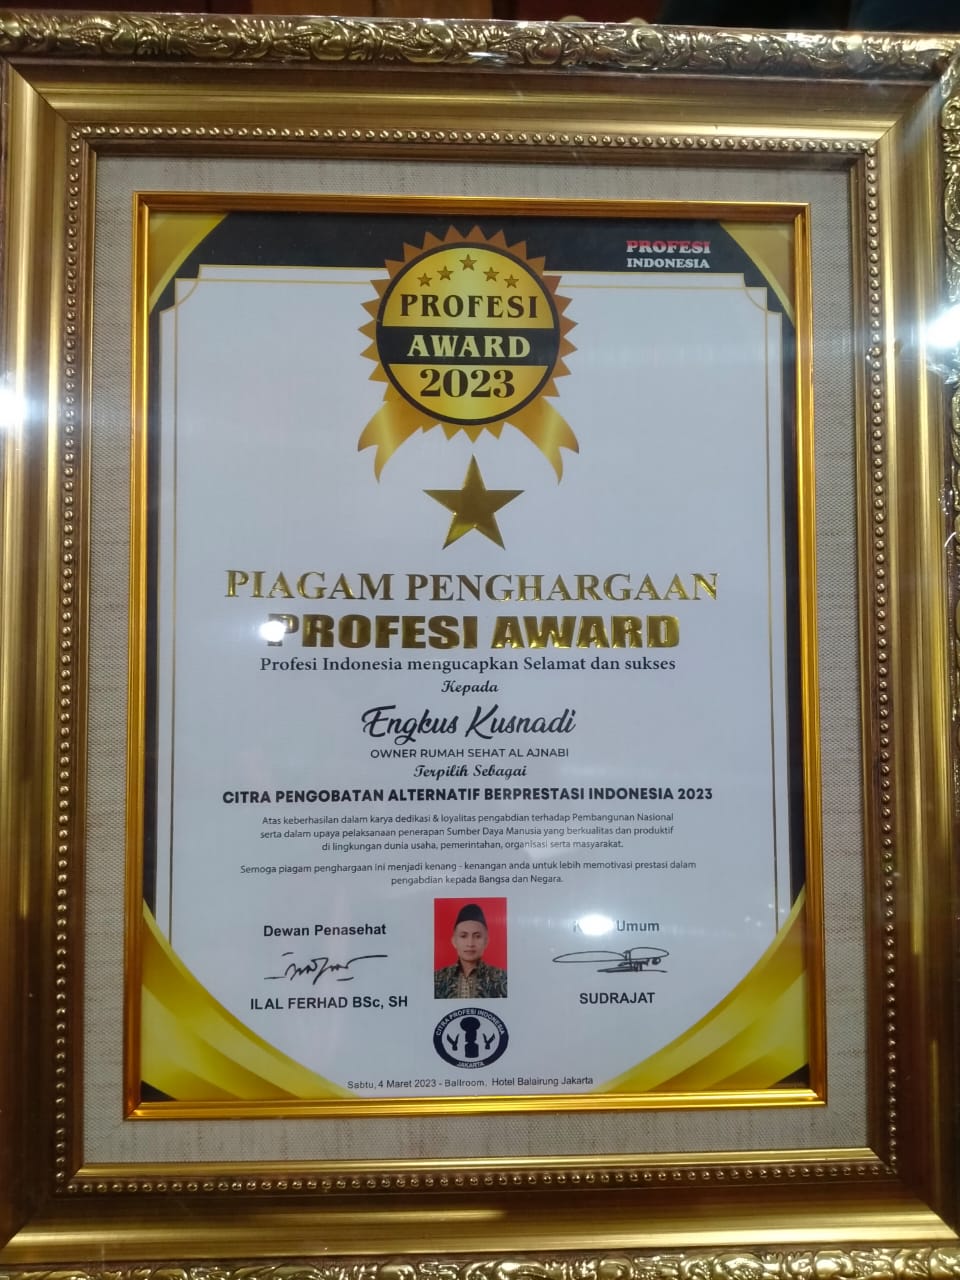 PROFESI
INDONESIA
PROFESI
AWARD
2023
PIAGAM PENGHARGAAN
PROFESI AWARD
Profesi Indonesia mengucapkan Selamat dan sukses
Kepada
Engkus Kusnadi
OWNER RUMAH SEHAT AL AJNABI
Terpilih Sebagai
CITRA PENGOBATAN ALTERNATIF BERPRESTASI INDONESIA 2023
Atas keberhasilan dalam karya dedikasi & loyalitas pengabdian terhadap Pembangunan Nasional
serta dalam upaya pelaksanaan penerapan Sumber Daya Manusia yang berkualitas dan produktif
di lingkungan dunia usaha, pemerintahan, organisasi serta masyarakat.
Semoga piagam penghargaan ini menjadi kenang - kenangan anda untuk lebih memotivasi prestasi dalam
pengabdian kepada Bangsa dan Negara.
Dewan Penasehat
Umum
ILAL FERHAD BSc, SH
SUDRAJAT
CITRA PROFESI INDONESIA
JAKARTA
Sabtu, 4 Maret 2023 - Ballroom, Hotel Balairung Jakarta